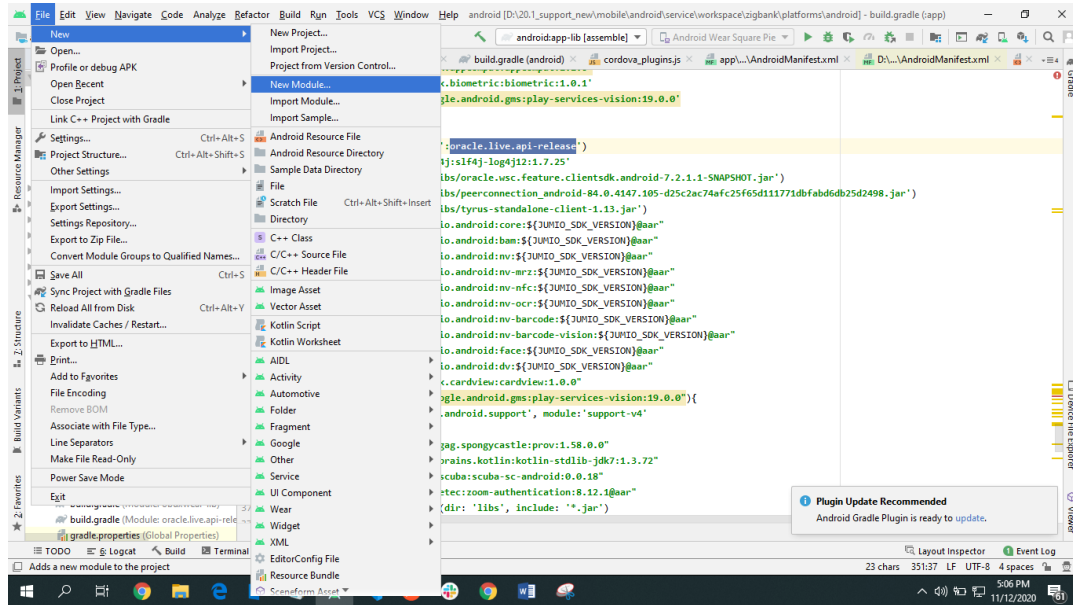 File Edit View Navigate Code Analyze Refactor Build Run Tools VCS Window Help android [D:\20.1_support_new\mobile\android\service\workspace\zigbank\platforms\android] - build.gradle (:app)
android:app-lib [assemble] Android Wear Square Pie
build.gradle (android) cordova_plugins.js app\...\AndroidManifest.xml D:\...\AndroidManifest.xml
New
Open...
Profile or debug APK
Open Recent
Close Project
Link C++ Project with Gradle
Settings... Ctrl+Alt+S
Project Structure... Ctrl+Alt+Shift+S
Other Settings
Import Settings...
Export Settings...
Settings Repository...
Export to Zip File...
Convert Module Groups to Qualified Names...
Save All Ctrl+S
Sync Project with Gradle Files
Reload All from Disk Ctrl+Alt+Y
Invalidate Caches / Restart...
Export to HTML...
Print...
Add to Favorites
File Encoding
Remove BOM
Associate with File Type...
Line Separators
Make File Read-Only
Power Save Mode
Exit
New Project...
Import Project...
Project from Version Control...
New Module...
Import Module...
Import Sample...
Android Resource File
Android Resource Directory
Sample Data Directory
File
Scratch File Ctrl+Alt+Shift+Insert
Directory
C++ Class
C/C++ Source File
C/C++ Header File
Image Asset
Vector Asset
Kotlin Script
Kotlin Worksheet
AIDL
Activity
Automotive
Folder
Fragment
Google
Other
Service
UI Component
Wear
Widget
XML
EditorConfig File
Resource Bundle
Sceneform Asset
x.biometric:biometric:1.0.1'
gle.android.gms:play-services-vision:19.0.0'
':oracle.live.api-release')
4j:slf4j-log4j12:1.7.25'
ibs/oracle.wsc.feature.clientsdk.android-7.2.1.1-SNAPSHOT.jar')
ibs/peerconnection_android-84.0.4147.105-d25c2ac74afc25f65d111771dbfabd6db25d2498.jar')
ibs/tyrus-standalone-client-1.13.jar')
io.android:core:${JUMIO_SDK_VERSION}@aar"
io.android:bam:${JUMIO_SDK_VERSION}@aar"
io.android:nv:${JUMIO_SDK_VERSION}@aar"
io.android:nv-mrz:${JUMIO_SDK_VERSION}@aar"
io.android:nv-nfc:${JUMIO_SDK_VERSION}@aar"
io.android:nv-ocr:${JUMIO_SDK_VERSION}@aar"
io.android:nv-barcode:${JUMIO_SDK_VERSION}@aar"
io.android:nv-barcode-vision:${JUMIO_SDK_VERSION}@aar"
io.android:face:${JUMIO_SDK_VERSION}@aar"
io.android:dv:${JUMIO_SDK_VERSION}@aar"
x.cardview:cardview:1.0.0"
ogle.android.gms:play-services-vision:19.0.0"){
.android.support', module:'support-v4'
gag.spongycastle:prov:1.58.0.0"
brains.kotlin:kotlin-stdlib-jdk7:1.3.72"
scuba:scuba-sc-android:0.0.18"
etec:zoom-authentication:8.12.1@aar"
(dir: 'libs', include: '*.jar')
1: Project
Resource Manager
Z: Structure
Build Variants
2: Favorites
Gradle
Device File Explorer
build.gradle (Module: oracle.live.api-rele
gradle.properties (Global Properties)
Plugin Update Recommended
Android Gradle Plugin is ready to update.
TODO 6: Logcat Build Terminal
Layout Inspector Event Log
Adds a new module to the project
23 chars 351:37 LF UTF-8 4 spaces
5:06 PM
11/12/2020
61